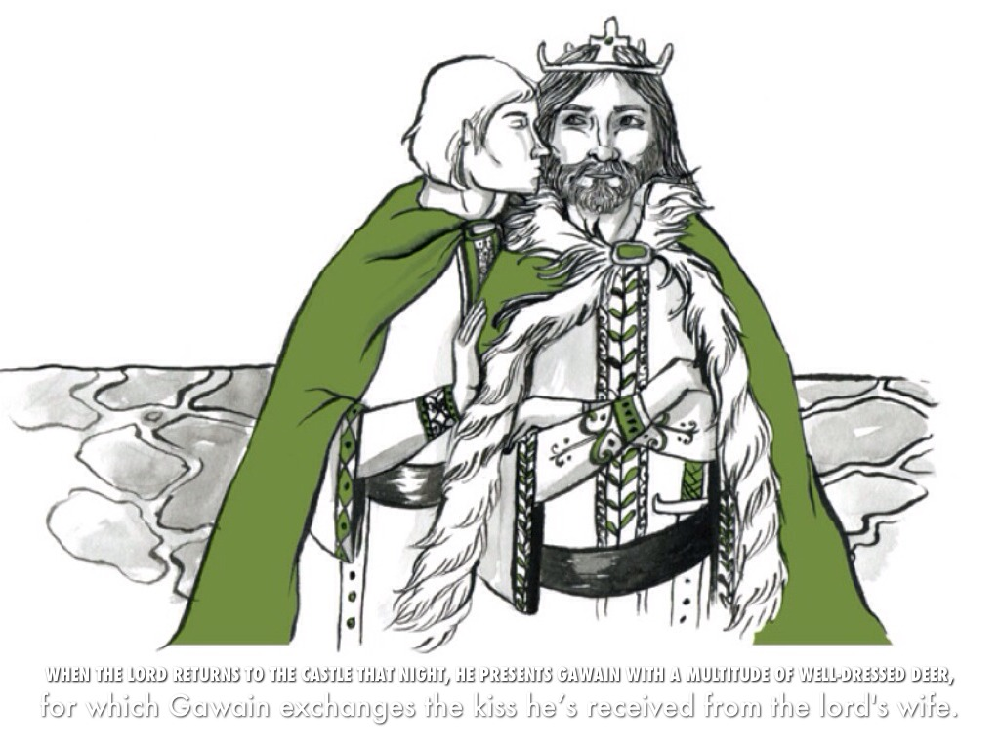 WHEN THE LORD RETURNS TO THE CASTLE THAT NIGHT, HE PRESENTS GAWAIN WITH A MULTITUDE OF WELL-DRESSED DEER,
for which Gawain exchanges the kiss he's received from the lord's wife.